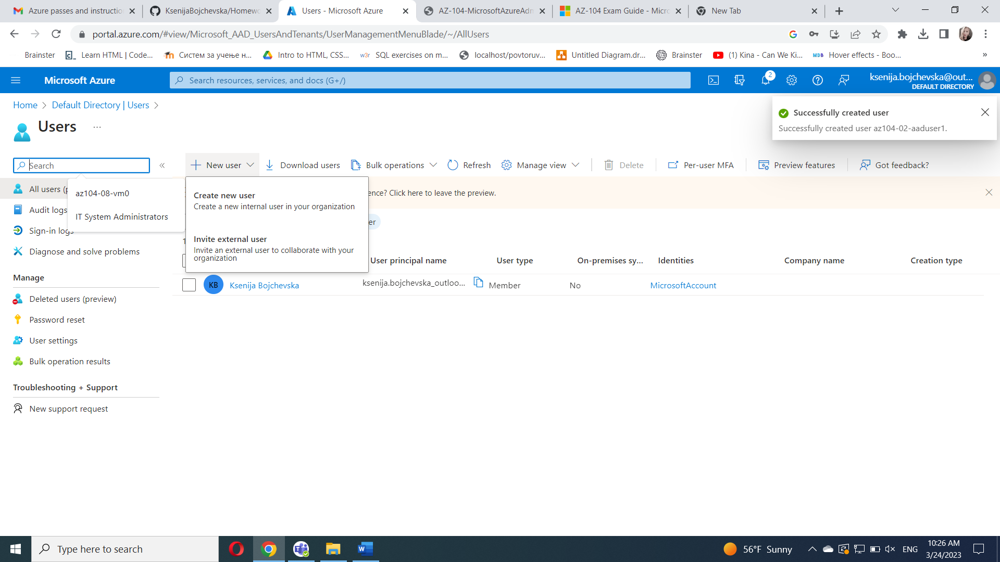 Azure passes and instructio
KsenijaBojchevska/Homewo
Users - Microsoft Azure
AZ-104-MicrosoftAzureAdm
AZ-104 Exam Guide - Micro
New Tab
portal.azure.com/#view/Microsoft_AAD_UsersAndTenants/UserManagementMenuBlade/~/AllUsers
Brainster
Learn HTML | Code...
Систем за учење н...
Intro to HTML, CSS...
w3r
SQL exercises on m...
localhost/povtoruv...
Untitled Diagram.dr...
Brainster
(1) Kina - Can We Ki...
MDB
Hover effects - Boo...
»
Microsoft Azure
Search resources, services, and docs (G+/)
2
ksenija.bojchevska@out...
DEFAULT DIRECTORY
Home > Default Directory | Users >
Users ...
Successfully created user
Successfully created user az104-02-aaduser1.
Search
«
New user
Download users
Bulk operations
Refresh
Manage view
Delete
Per-user MFA
Preview features
Got feedback?
All users (p
az104-08-vm0
IT System Administrators
Audit logs
Sign-in logs
Diagnose and solve problems
Manage
Deleted users (preview)
Password reset
User settings
Bulk operation results
Troubleshooting + Support
New support request
Create new user
Create a new internal user in your organization
Invite external user
Invite an external user to collaborate with your
organization
ence? Click here to leave the preview.
er
1
User principal name
User type
On-premises sy...
Identities
Company name
Creation type
KB
Ksenija Bojchevska
ksenija.bojchevska_outloo...
Member
No
MicrosoftAccount
Type here to search
56°F Sunny
ENG
10:26 AM
3/24/2023